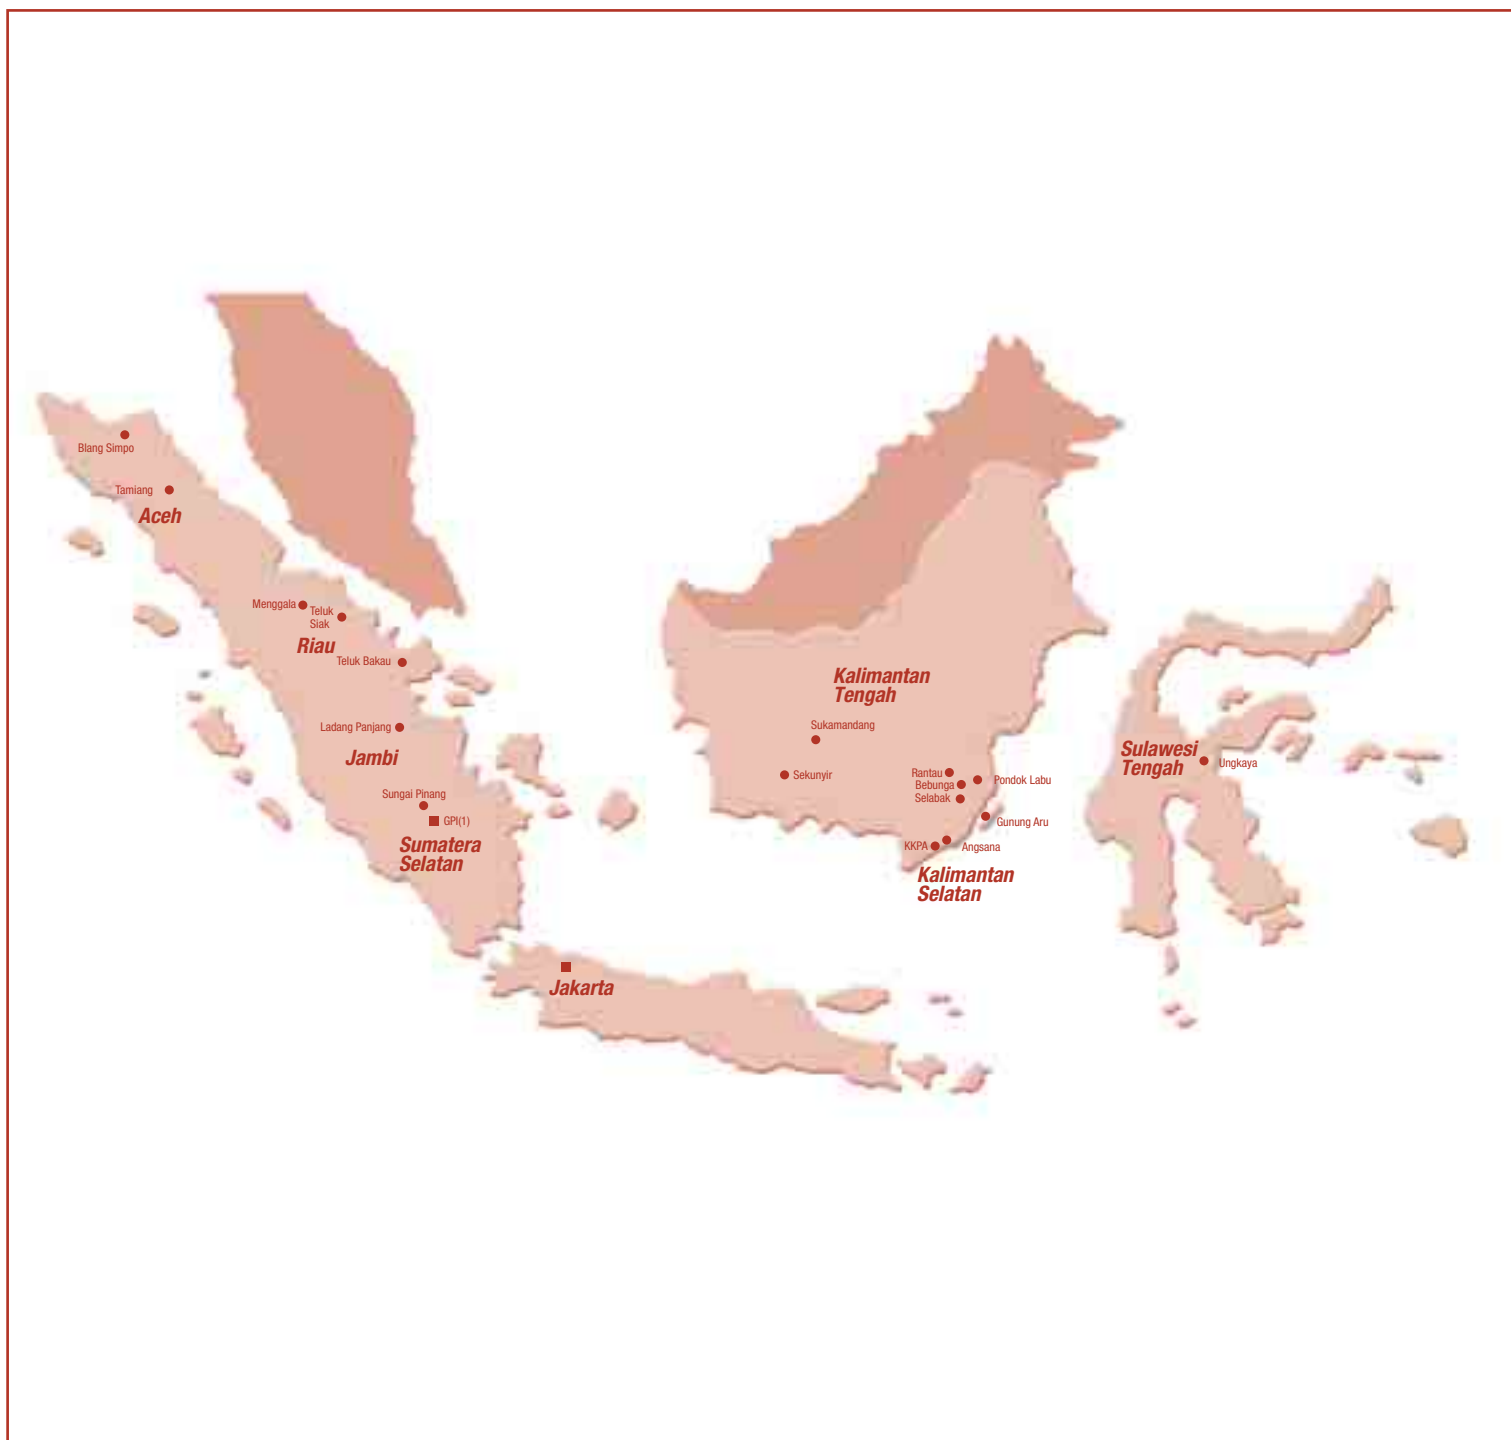 Blang Simpo
Tamiang
Aceh
Menggala
Teluk
Siak
Riau
Teluk Bakau
Ladang Panjang
Jambi
Sungai Pinang
GPI(1)
Sumatera
Selatan
Jakarta
Kalimantan
Tengah
Sukamandang
Sekunyir
Rantau
Bebunga
Selabak
Pondok Labu
Gunung Aru
KKPA
Angsana
Kalimantan
Selatan
Sulawesi
Tengah
Ungkaya